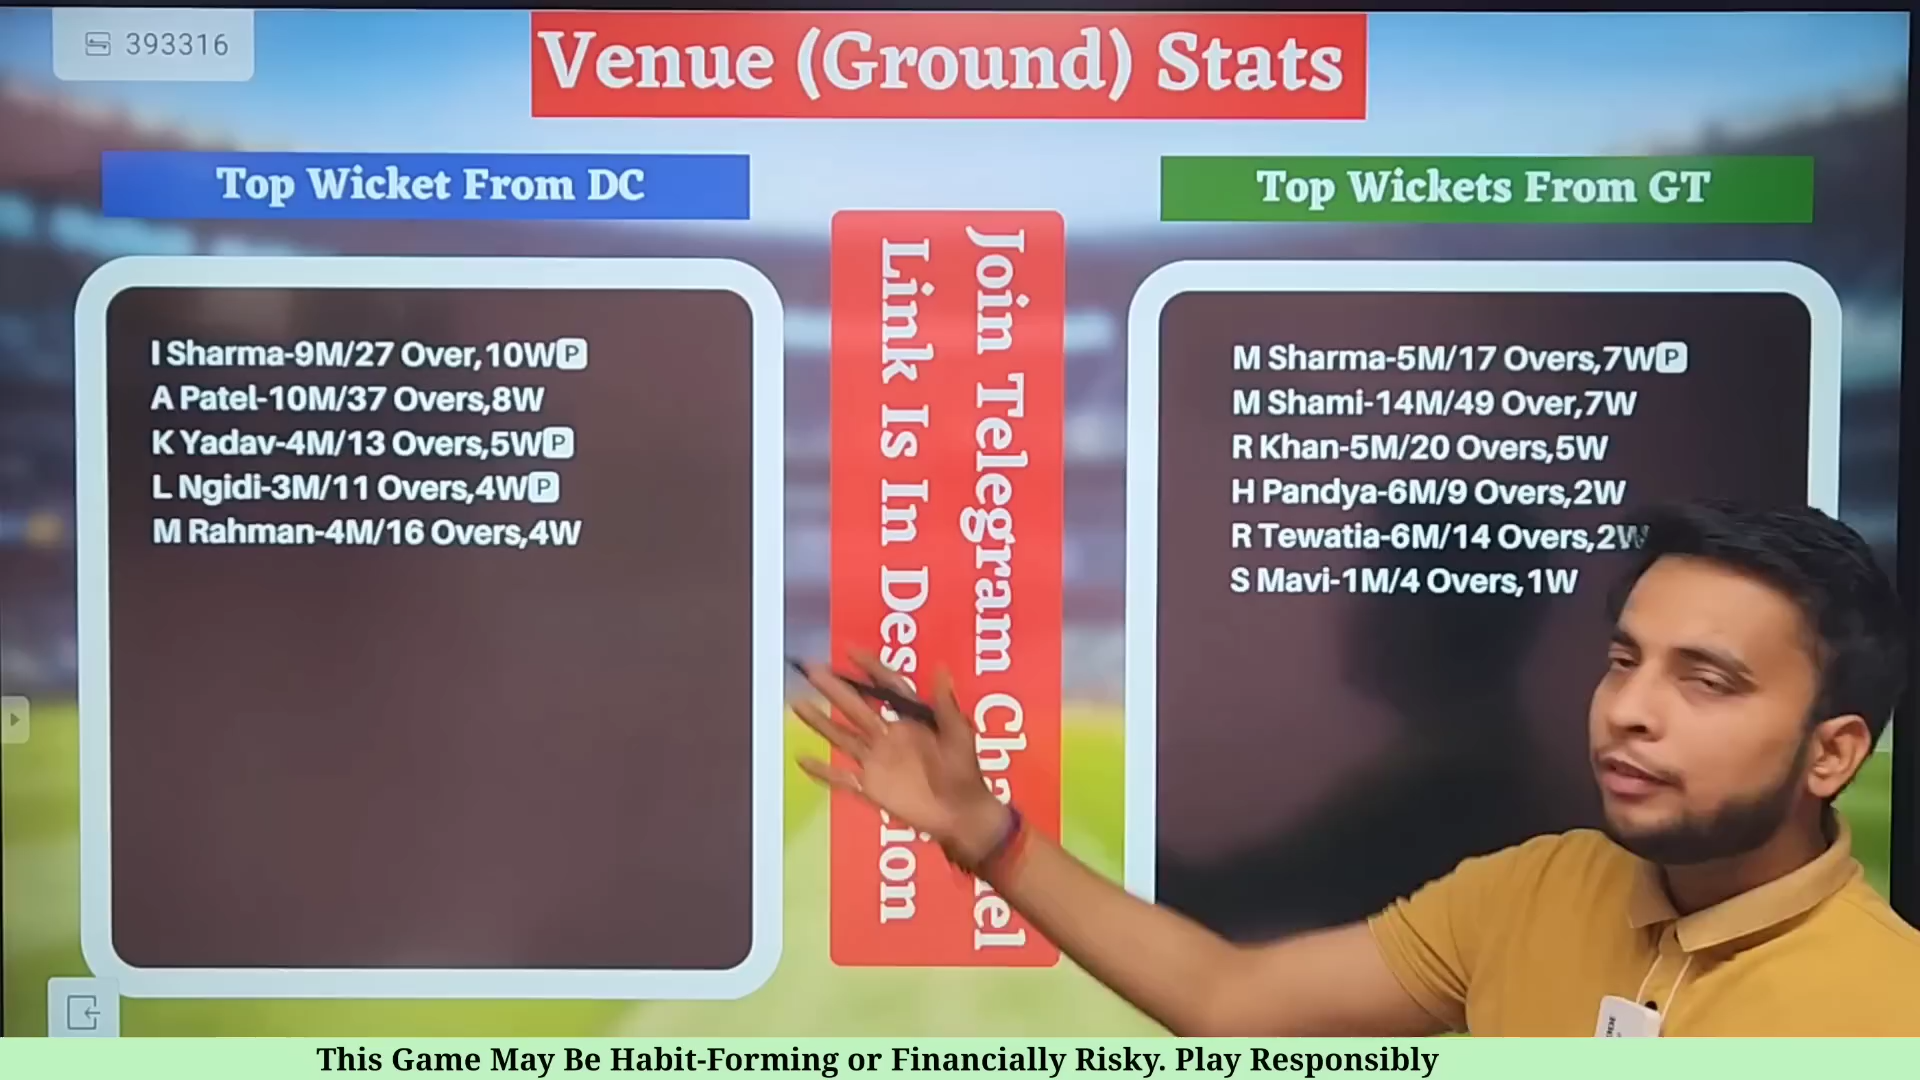 393316
Venue (Ground) Stats
Top Wicket From DC
I Sharma-9M/27 Over,10W🅿
A Patel-10M/37 Overs,8W
K Yadav-4M/13 Overs,5W🅿
L Ngidi-3M/11 Overs,4W🅿
M Rahman-4M/16 Overs,4W
Join Telegram
Link Is In
Top Wickets From GT
M Sharma-5M/17 Overs,7W🅿
M Shami-14M/49 Over,7W
R Khan-5M/20 Overs,5W
H Pandya-6M/9 Overs,2W
R Tewatia-6M/14 Overs,2W
S Mavi-1M/4 Overs,1W
This Game May Be Habit-Forming or Financially Risky. Play Responsibly